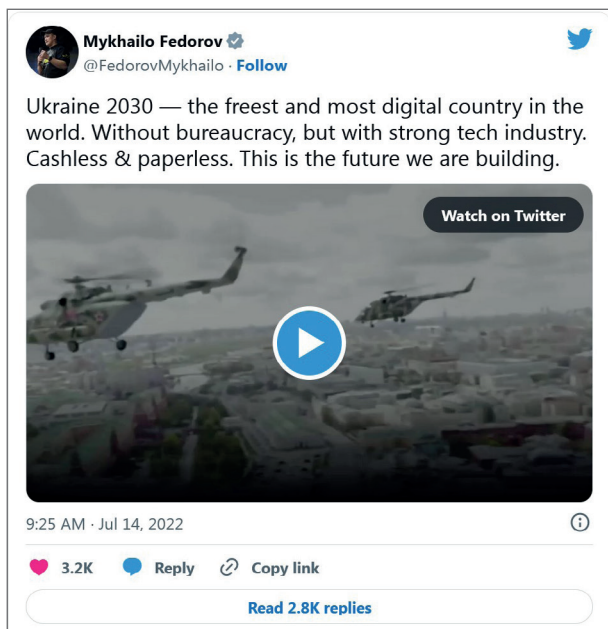 Mykhailo Fedorov
@FedorovMykhailo · Follow
Ukraine 2030 — the freest and most digital country in the
world. Without bureaucracy, but with strong tech industry.
Cashless & paperless. This is the future we are building.
Watch on Twitter
9:25 AM · Jul 14, 2022
3.2K Reply Copy link
Read 2.8K replies